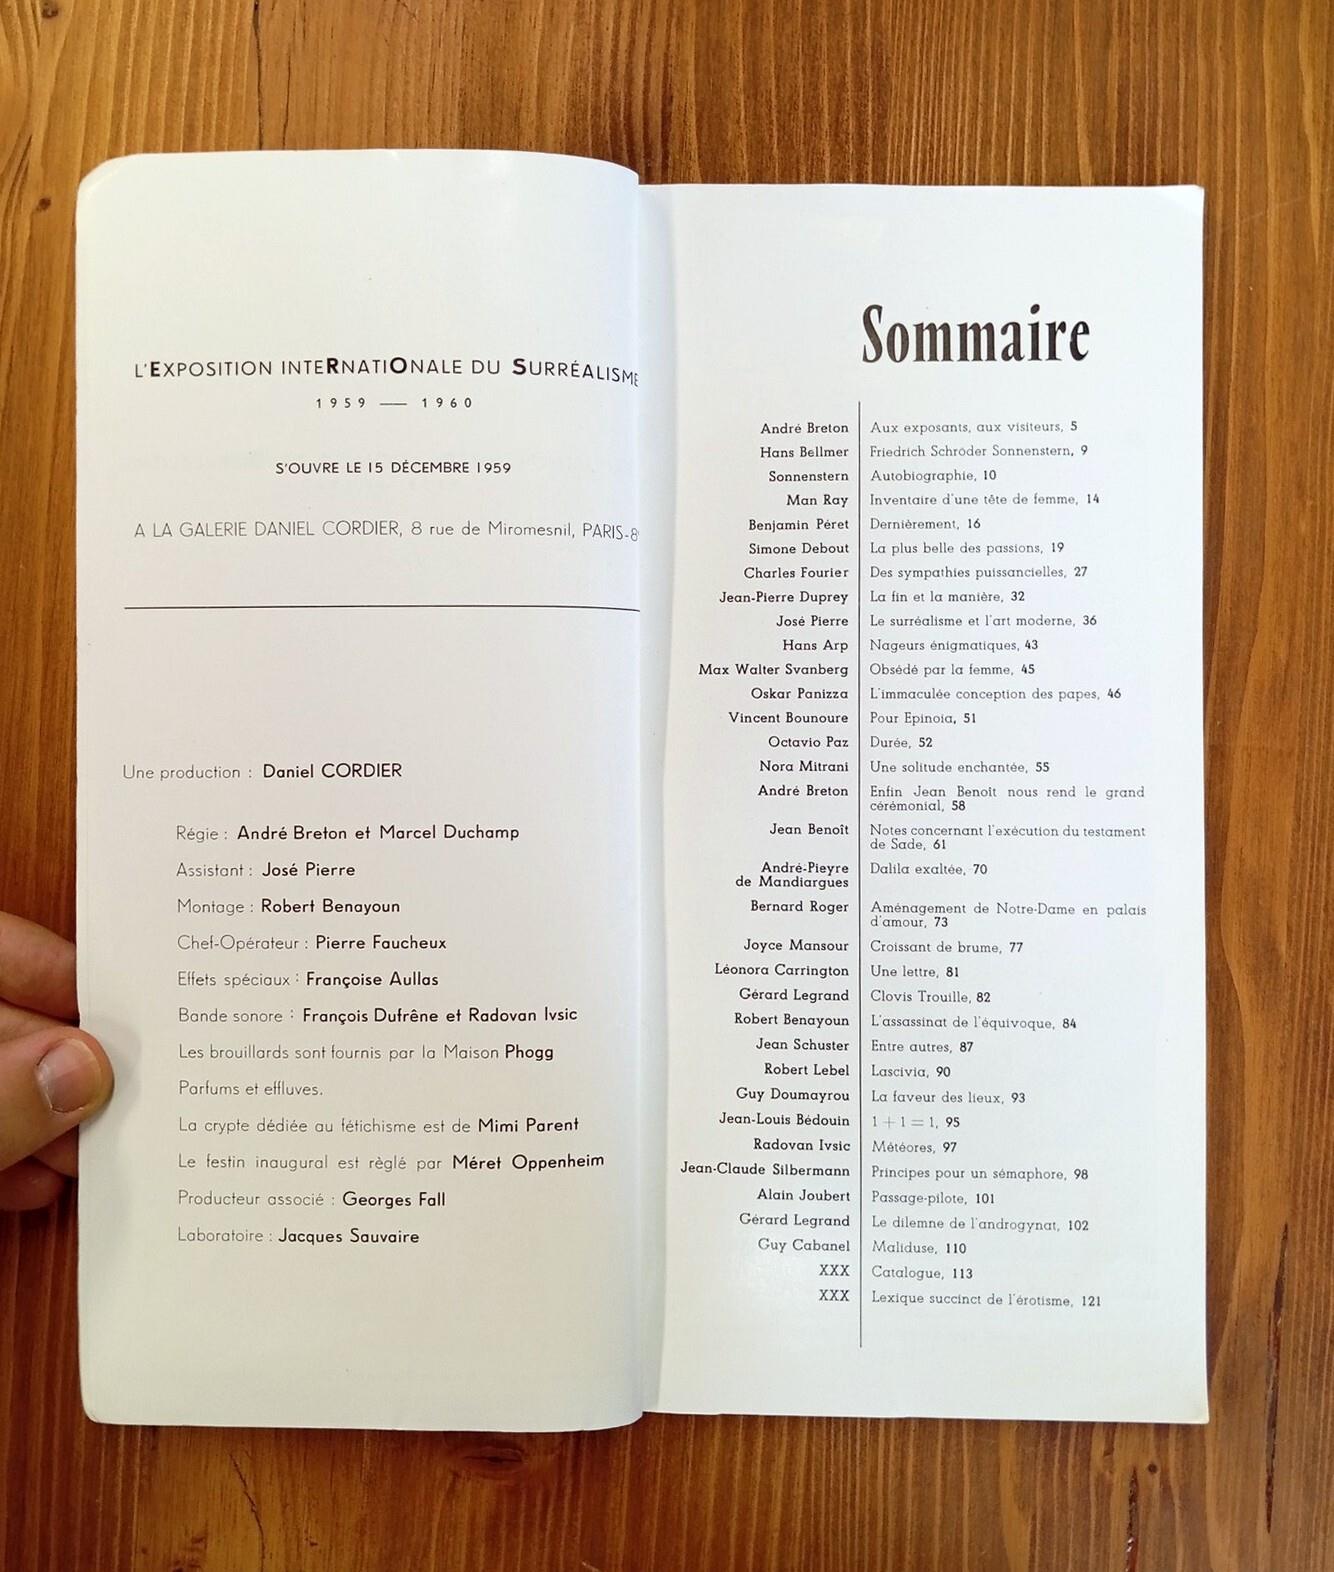 L'EXPOSITION INTERNATIONALE DU SURRÉALISME
1959 — 1960
S'OUVRE LE 15 DÉCEMBRE 1959
A LA GALERIE DANIEL CORDIER, 8 rue de Miromesnil, PARIS-8
Une production : Daniel CORDIER
Régie : André Breton et Marcel Duchamp
Assistant : José Pierre
Montage : Robert Benayoun
Chef-Opérateur : Pierre Faucheux
Effets spéciaux : Françoise Aullas
Bande sonore : François Dufrêne et Radovan Ivsic
Les brouillards sont fournis par la Maison Phogg
Parfums et effluves.
La crypte dédiée au fétichisme est de Mimi Parent
Le festin inaugural est règlé par Méret Oppenheim
Producteur associé : Georges Fall
Laboratoire : Jacques Sauvaire
Sommaire
André Breton Aux exposants, aux visiteurs, 5
Hans Bellmer Friedrich Schröder Sonnenstern, 9
Sonnenstern Autobiographie, 10
Man Ray Inventaire d'une tête de femme, 14
Benjamin Péret Dernièrement, 16
Simone Debout La plus belle des passions, 19
Charles Fourier Des sympathies puissancielles, 27
Jean-Pierre Duprey La fin et la manière, 32
José Pierre Le surréalisme et l'art moderne, 36
Hans Arp Nageurs énigmatiques, 43
Max Walter Svanberg Obsédé par la femme, 45
Oskar Panizza L'immaculée conception des papes, 46
Vincent Bounoure Pour Epinoia, 51
Octavio Paz Durée, 52
Nora Mitrani Une solitude enchantée, 55
André Breton Enfin Jean Benoît nous rend le grand
cérémonial, 58
Jean Benoît Notes concernant l'exécution du testament
de Sade, 61
André-Pieyre Dalila exaltée, 70
de Mandiargues
Bernard Roger Aménagement de Notre-Dame en palais
d'amour, 73
Joyce Mansour Croissant de brume, 77
Léonora Carrington Une lettre, 81
Gérard Legrand Clovis Trouille, 82
Robert Benayoun L'assassinat de l'équivoque, 84
Jean Schuster Entre autres, 87
Robert Lebel Lascivia, 90
Guy Doumayrou La faveur des lieux, 93
Jean-Louis Bédouin 1 + 1 = 1, 95
Radovan Ivsic Météores, 97
Jean-Claude Silbermann Principes pour un sémaphore, 98
Alain Joubert Passage-pilote, 101
Gérard Legrand Le dilemne de l'androgynat, 102
Guy Cabanel Maliduse, 110
XXX Catalogue, 113
XXX Lexique succinct de l'érotisme, 121